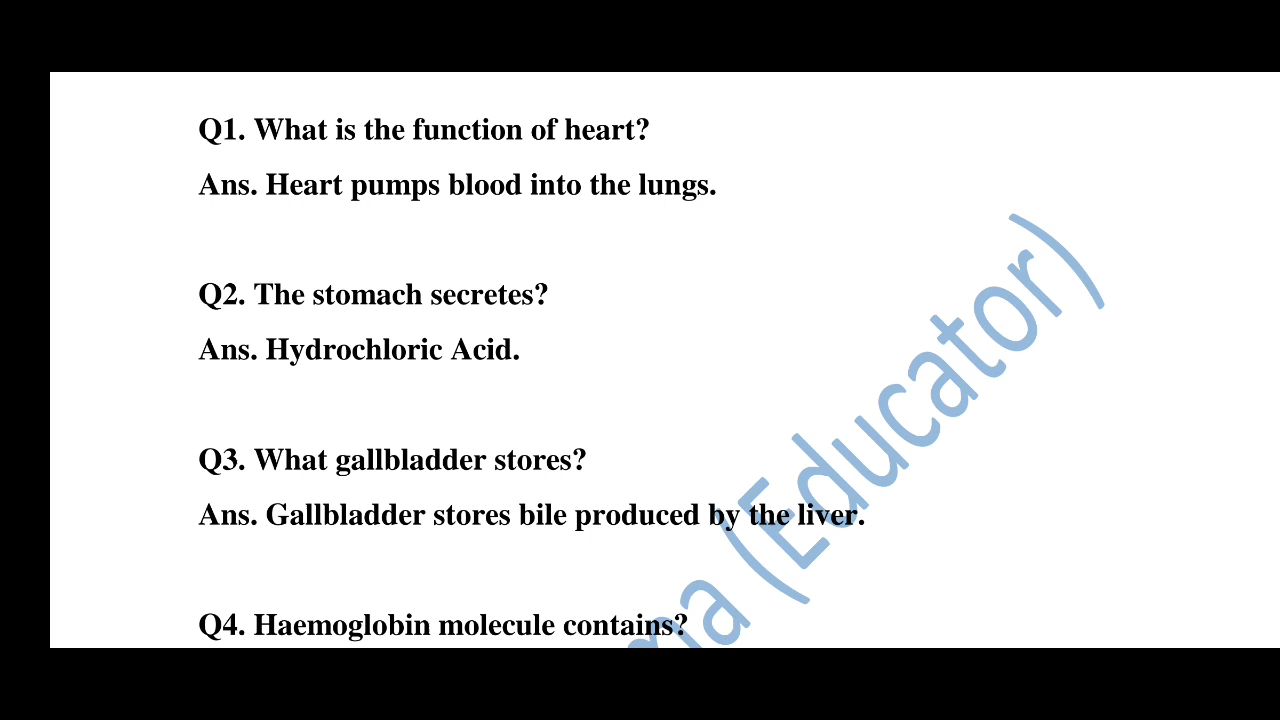 Q1. What is the function of heart?
Ans. Heart pumps blood into the lungs.
Q2. The stomach secretes?
Ans. Hydrochloric Acid.
Q3. What gallbladder stores?
Ans. Gallbladder stores bile produced by the liver.
Q4. Haemoglobin molecule contains?
(Educator)